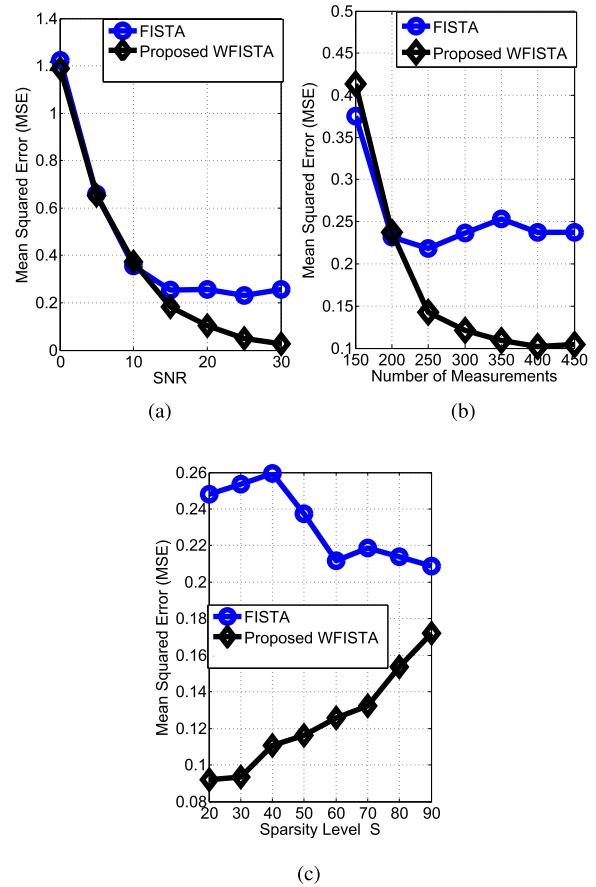 1.4
1.2
1
0.8
0.6
0.4
0.2
0
0
10
20
30
Mean Squared Error (MSE)
SNR
FISTA
Proposed WFISTA
(a)
0.5
0.45
0.4
0.35
0.3
0.25
0.2
0.15
0.1
150 200 250 300 350 400 450
Mean Squared Error (MSE)
Number of Measurements
FISTA
Proposed WFISTA
(b)
0.26
0.24
0.22
0.2
0.18
0.16
0.14
0.12
0.1
0.08
20 30 40 50 60 70 80 90
Mean Squared Error (MSE)
Sparsity Level S
FISTA
Proposed WFISTA
(c)